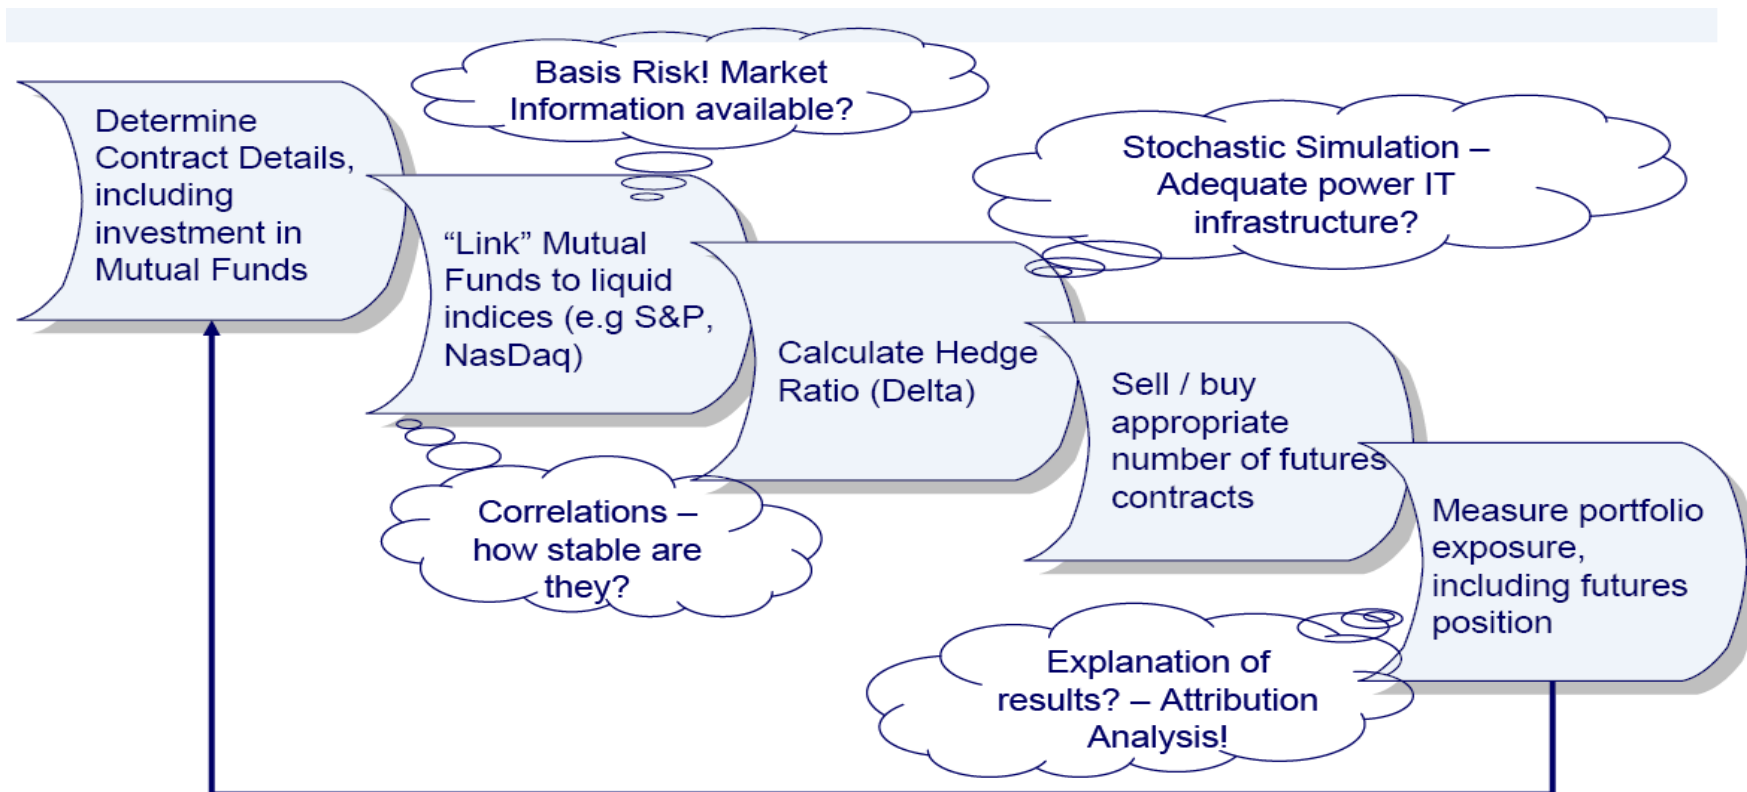 Basis Risk! Market
Information available?
Determine
Contract Details,
including
investment in
Mutual Funds
Stochastic Simulation –
Adequate power IT
infrastructure?
“Link” Mutual
Funds to liquid
indices (e.g S&P,
NasDaq)
Calculate Hedge
Ratio (Delta)
Sell / buy
appropriate
number of futures
contracts
Correlations –
how stable are
they?
Measure portfolio
exposure,
including futures
position
Explanation of
results? – Attribution
Analysis!